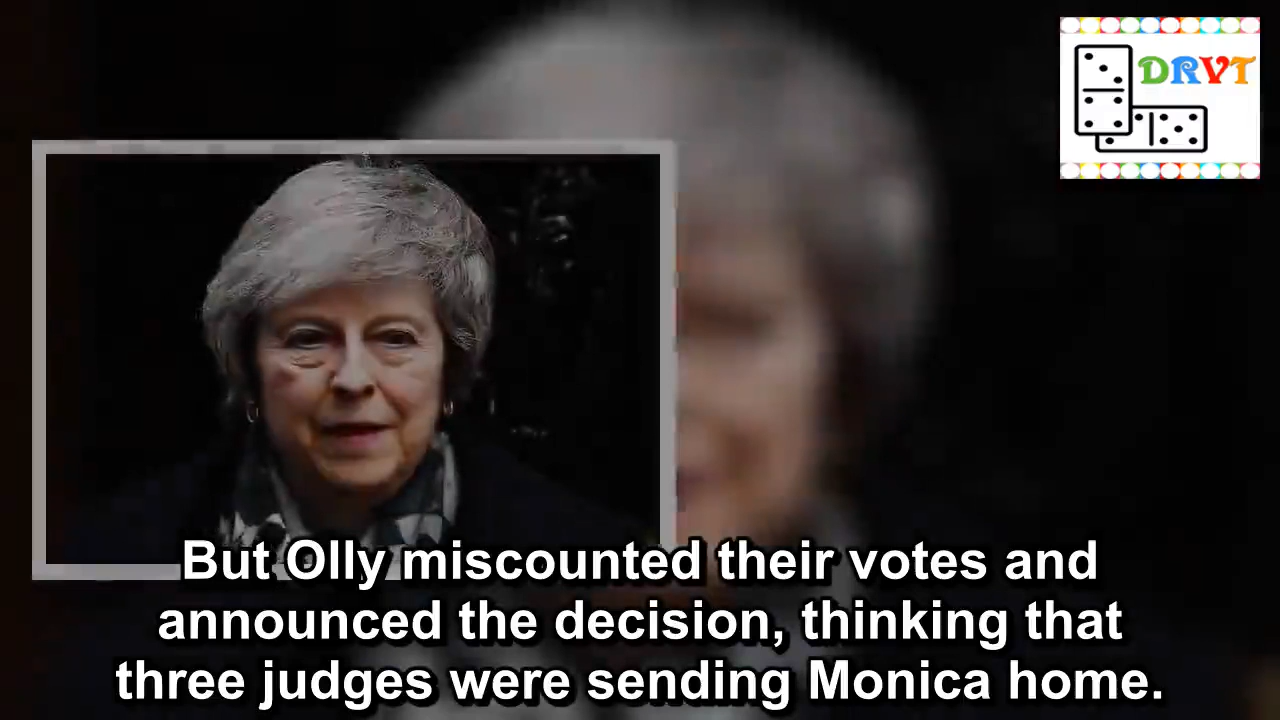 DRVT
But Olly miscounted their votes and
announced the decision, thinking that
three judges were sending Monica home.